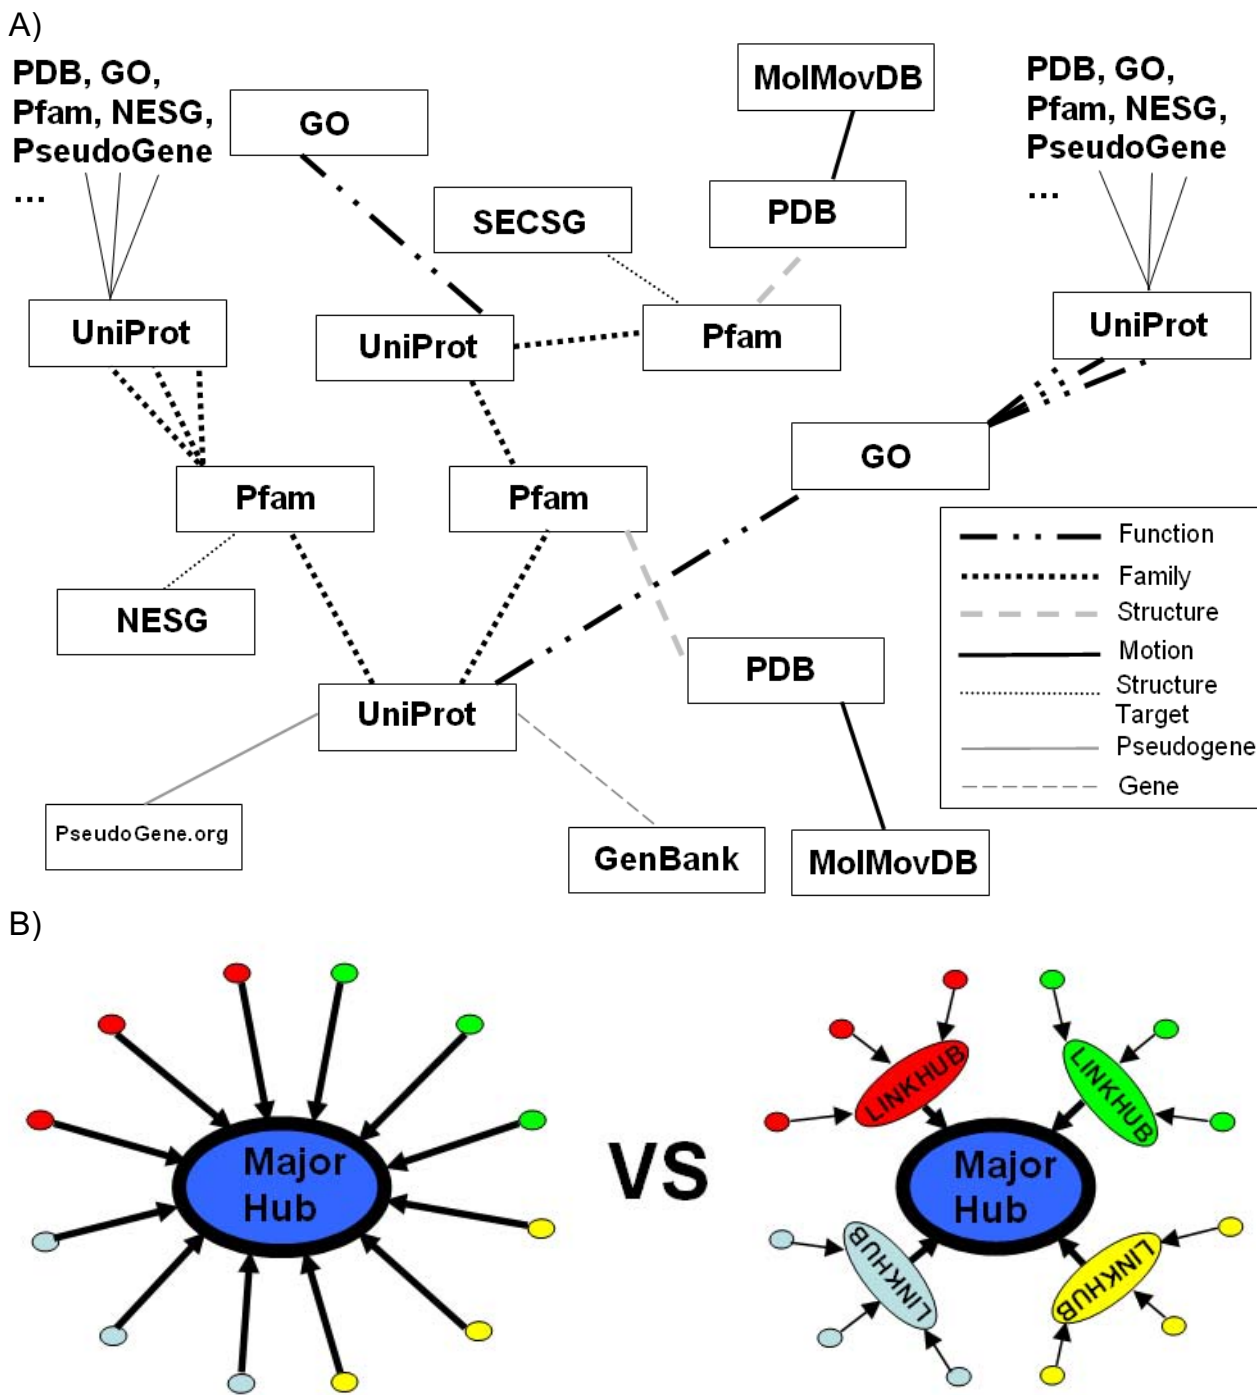 A)
PDB, GO,
Pfam, NESG,
PseudoGene
...
GO
MolMovDB
PDB, GO,
Pfam, NESG,
PseudoGene
...
SECSG
PDB
UniProt
UniProt
Pfam
UniProt
GO
Pfam
Pfam
NESG
PDB
UniProt
PseudoGene.org
GenBank
MolMovDB
Function
Family
Structure
Motion
Structure
Target
Pseudogene
Gene
B)
Major
Hub
VS
LINKHUB
LINKHUB
Major
Hub
LINKHUB
LINKHUB